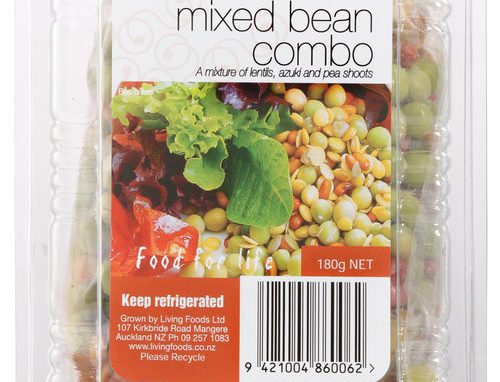 mixed bean
combo
A mixture of lentils, azuki and pea shoots
Food for life
180g NET
Keep refrigerated
Grown by Living Foods Ltd
107 Kirkbride Road Mangere
Auckland NZ Ph 09 257 1083
www.livingfoods.co.nz
Please Recycle
9 421004 860062 >